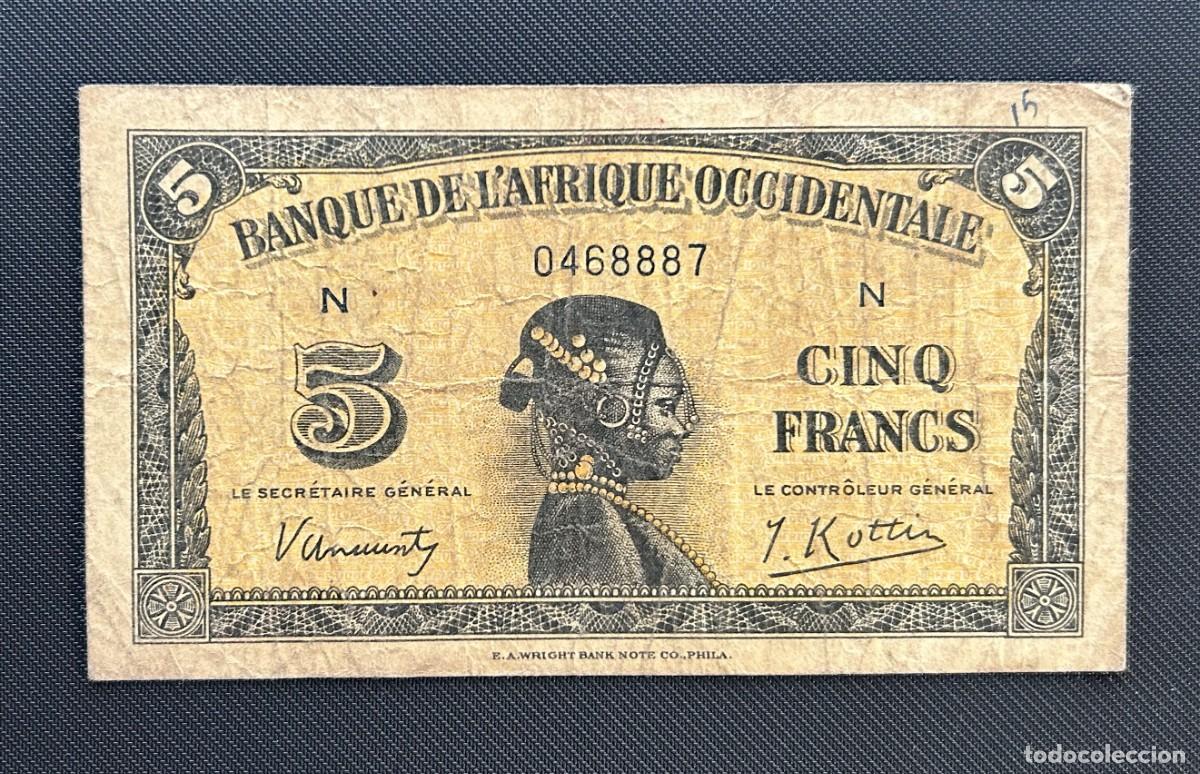 15
5 5
BANQUE DE L'AFRIQUE OCCIDENTALE
0468887
N N
5
CINQ
FRANCS
LE SECRÉTAIRE GÉNÉRAL LE CONTRÔLEUR GÉNÉRAL
E.A.WRIGHT BANK NOTE CO.,PHILA.
todocoleccion